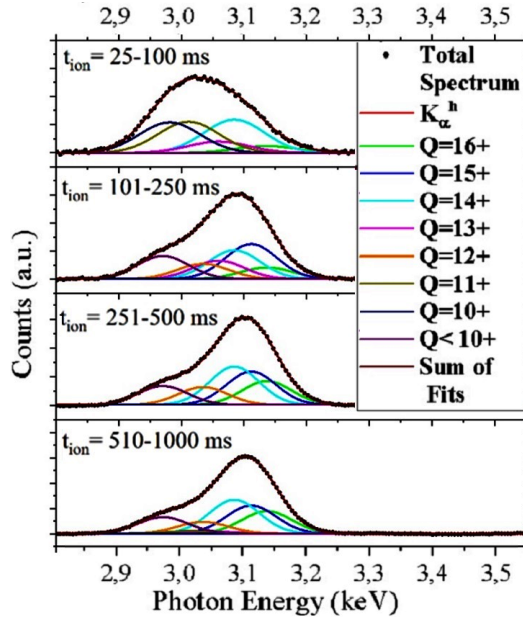 2,9 3,0 3,1 3,2 3,3 3,4 3,5
t_ion = 25-100 ms
t_ion= 101-250 ms
t_ion= 251-500 ms
t_ion= 510-1000 ms
Total
Spectrum
K_α^h
Q=16+
Q=15+
Q=14+
Q=13+
Q=12+
Q=11+
Q=10+
Q< 10+
Sum of
Fits
Counts (a.u.)
2,9 3,0 3,1 3,2 3,3 3,4 3,5
Photon Energy (keV)